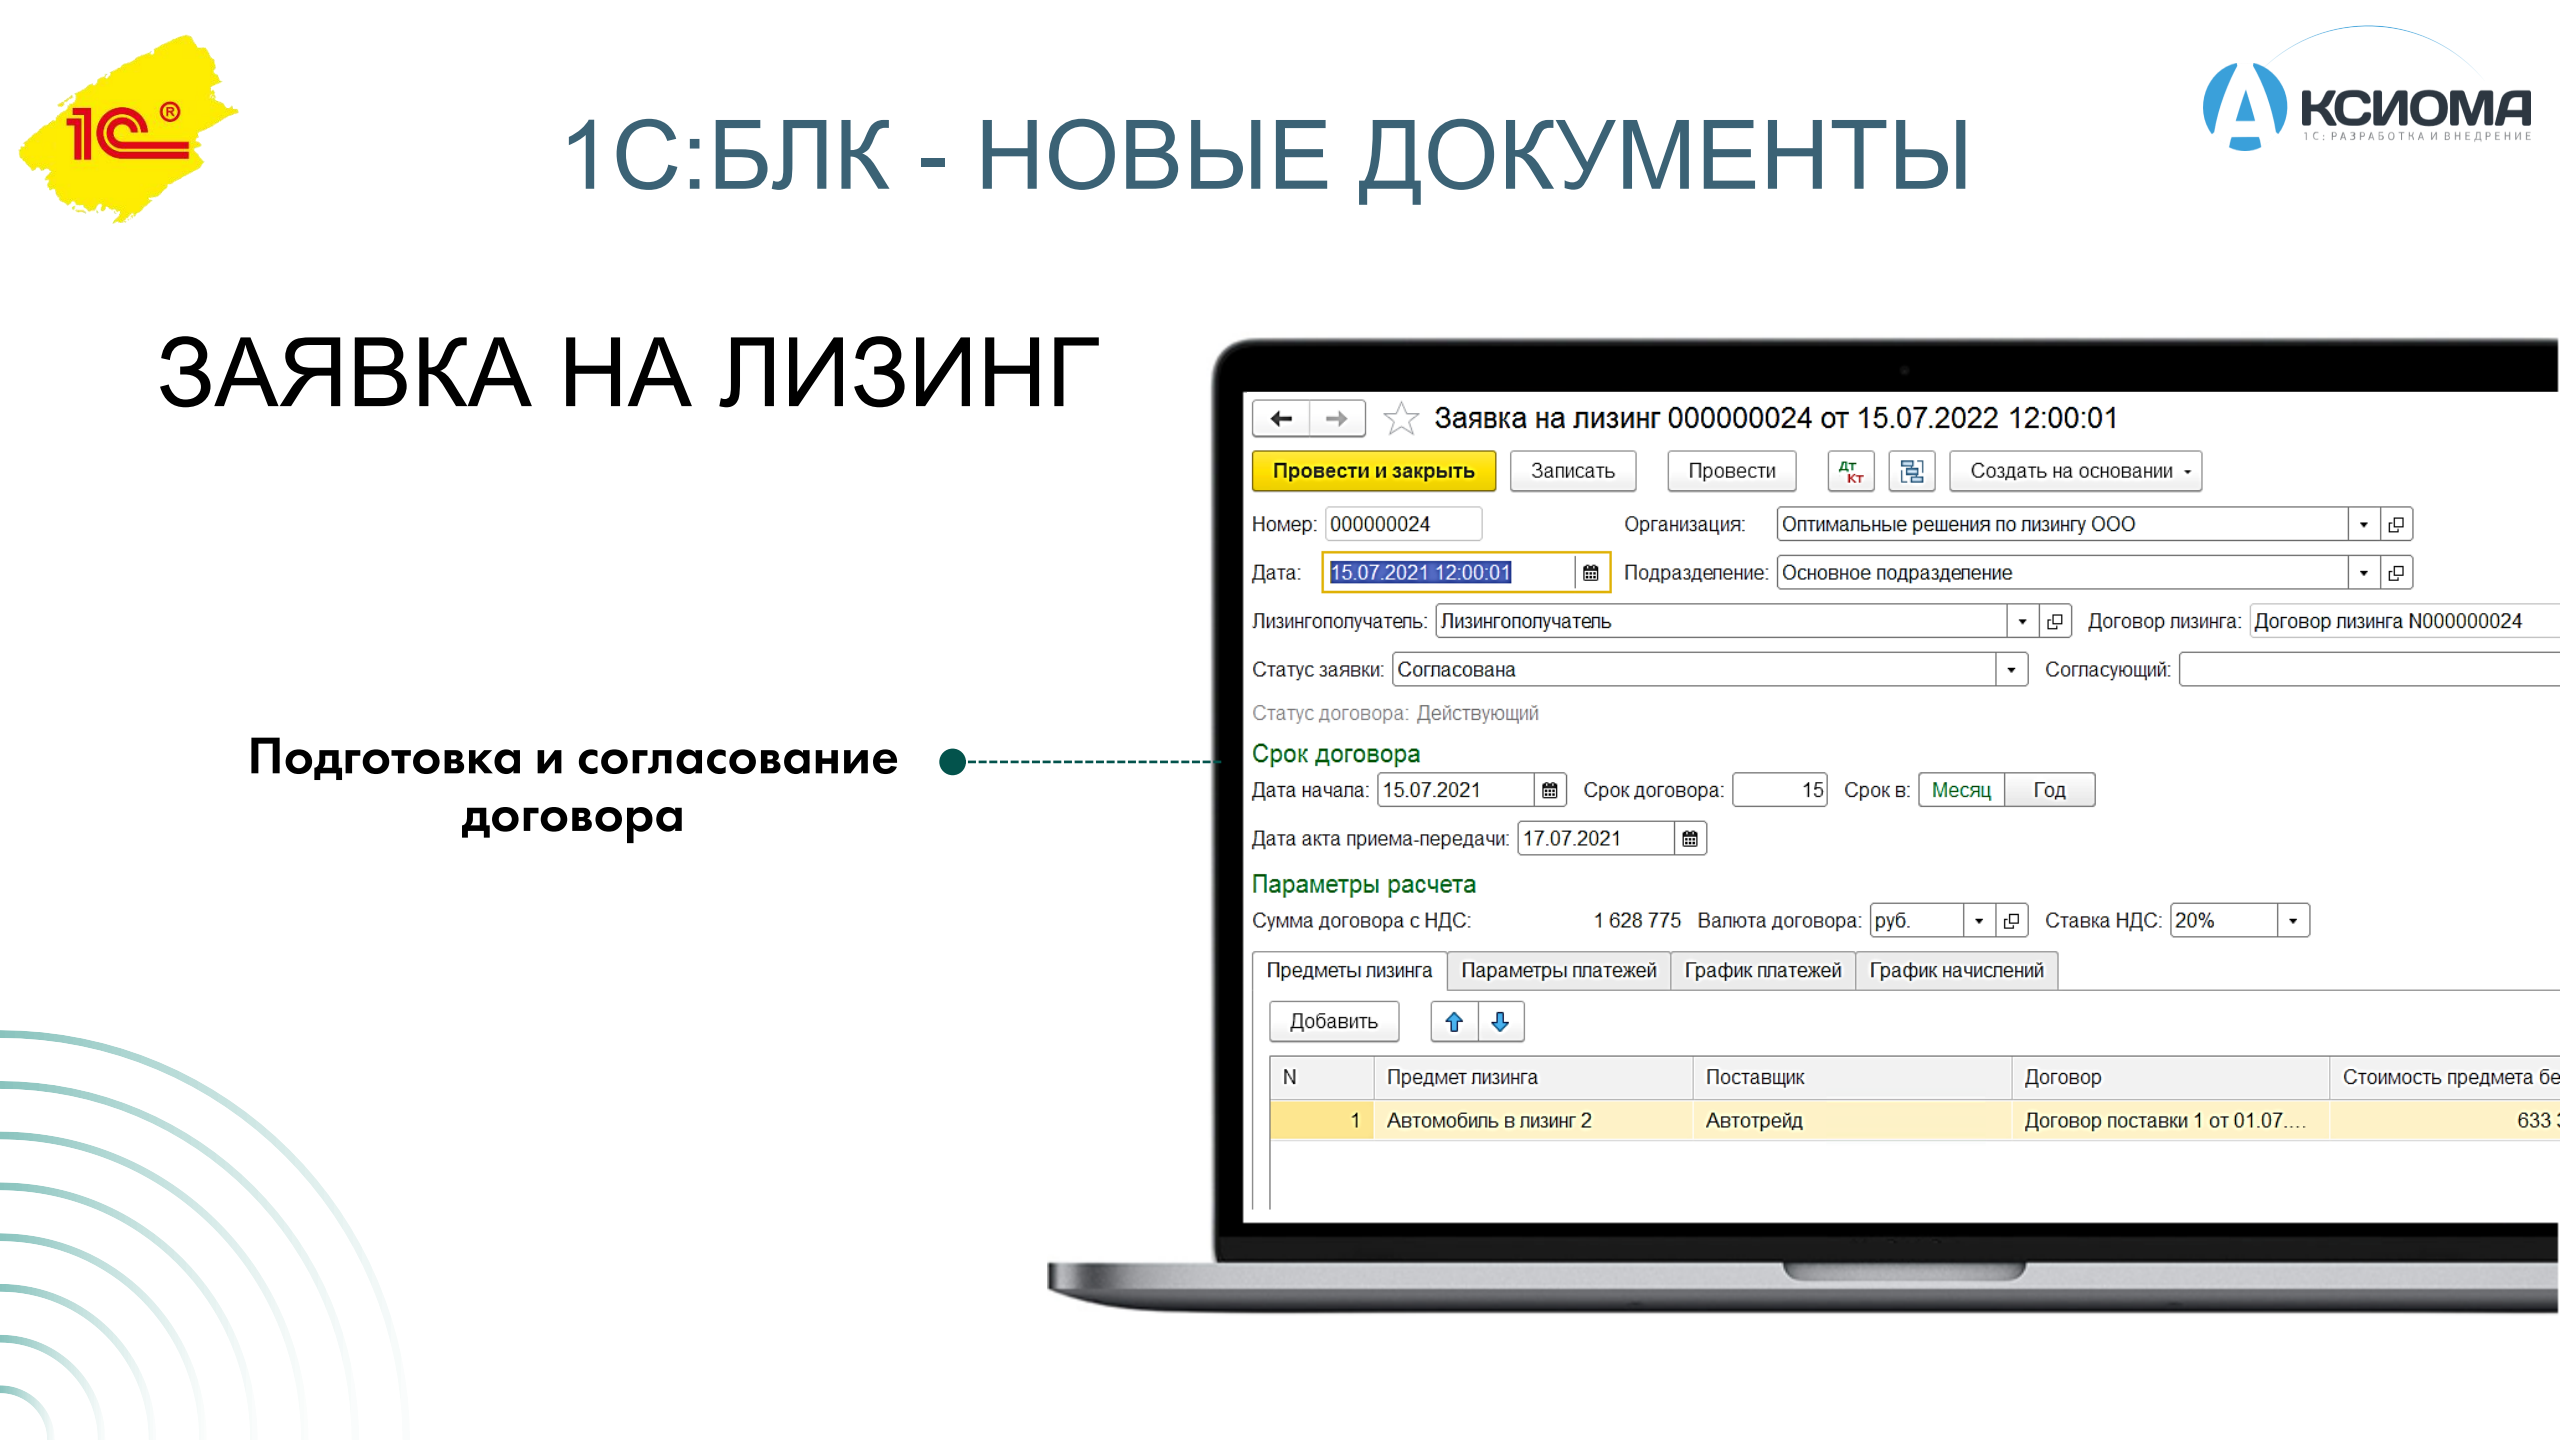 1С®
1С:БЛК - НОВЫЕ ДОКУМЕНТЫ
АКСИОМА
1С: РАЗРАБОТКА И ВНЕДРЕНИЕ
ЗАЯВКА НА ЛИЗИНГ
Подготовка и согласование
договора
Заявка на лизинг 000000024 от 15.07.2022 12:00:01
Провести и закрыть Записать Провести Дт Кт Создать на основании
Номер: 000000024 Организация: Оптимальные решения по лизингу ООО
Дата: 15.07.2021 12:00:01 Подразделение: Основное подразделение
Лизингополучатель: Лизингополучатель Договор лизинга: Договор лизинга N000000024
Статус заявки: Согласована Согласующий:
Статус договора: Действующий
Срок договора
Дата начала: 15.07.2021 Срок договора: 15 Срок в: Месяц Год
Дата акта приема-передачи: 17.07.2021
Параметры расчета
Сумма договора с НДС: 1 628 775 Валюта договора: руб. Ставка НДС: 20%
Предметы лизинга Параметры платежей График платежей График начислений
Добавить
N Предмет лизинга Поставщик Договор Стоимость предмета бе
1 Автомобиль в лизинг 2 Автотрейд Договор поставки 1 от 01.07.... 633